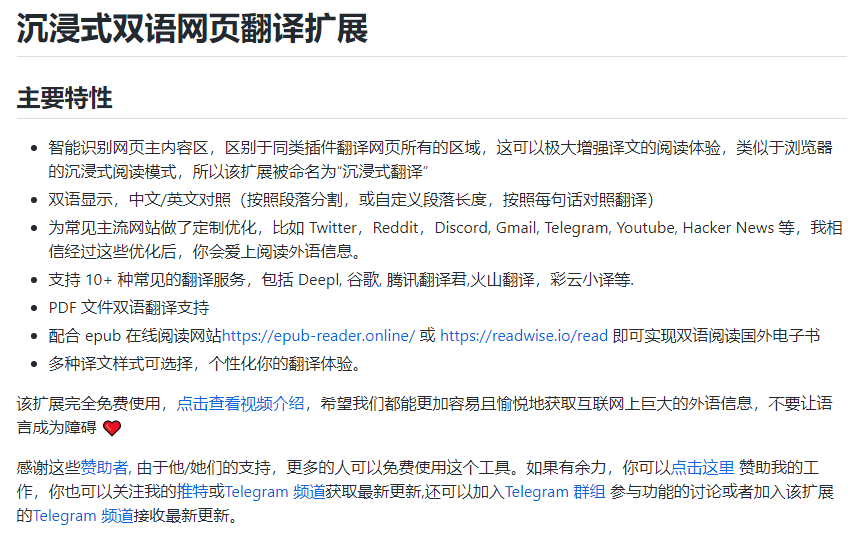 沉浸式双语网页翻译扩展
主要特性
智能识别网页主内容区，区别于同类插件翻译网页所有的区域，这可以极大增强译文的阅读体验，类似于浏览器
的沉浸式阅读模式，所以该扩展被命名为“沉浸式翻译”
双语显示，中文/英文对照（按照段落分割，或自定义段落长度，按照每句话对照翻译）
为常见主流网站做了定制优化，比如 Twitter，Reddit，Discord, Gmail, Telegram, Youtube, Hacker News 等，我相
信经过这些优化后，你会爱上阅读外语信息。
支持 10+ 种常见的翻译服务，包括 Deepl, 谷歌, 腾讯翻译君,火山翻译，彩云小译等.
PDF 文件双语翻译支持
配合 epub 在线阅读网站https://epub-reader.online/ 或 https://readwise.io/read 即可实现双语阅读国外电子书
多种译文样式可选择，个性化你的翻译体验。
该扩展完全免费使用，点击查看视频介绍，希望我们都能更加容易且愉悦地获取互联网上巨大的外语信息，不要让语
言成为障碍 ❤️
感谢这些赞助者, 由于他/她们的支持，更多的人可以免费使用这个工具。如果有余力，你可以点击这里 赞助我的工
作，你也可以关注我的推特或Telegram 频道获取最新更新,还可以加入Telegram 群组 参与功能的讨论或者加入该扩展
的Telegram 频道接收最新更新。